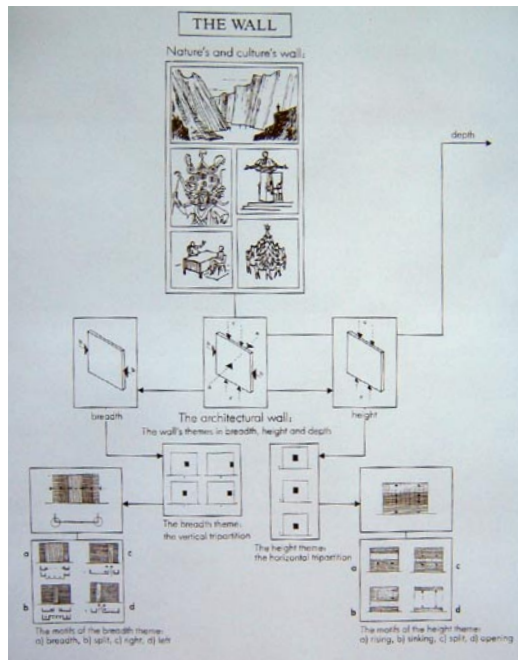 THE WALL
Nature's and culture's wall:
depth
breadth
The architectural wall:
height
The wall's themes in breadth, height and depth
The breadth theme:
the vertical tripartition
The height theme:
the horizontal tripartition
a
c
b
d
The motifs of the breadth theme:
a) breadth, b) split, c) right, d) left
a
c
b
d
The motifs of the height theme:
a) rising, b) sinking, c) split, d) opening